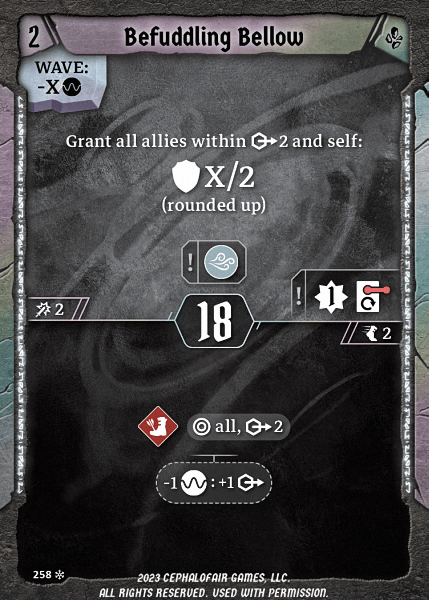 2
Befuddling Bellow
WAVE:
-X
Grant all allies within 2 and self:
X/2
(rounded up)
!
! 1
2
18
2
all, 2
-1 : +1
258
2023 CEPHALOFAIR GAMES, LLC.
ALL RIGHTS RESERVED. USED WITH PERMISSION.